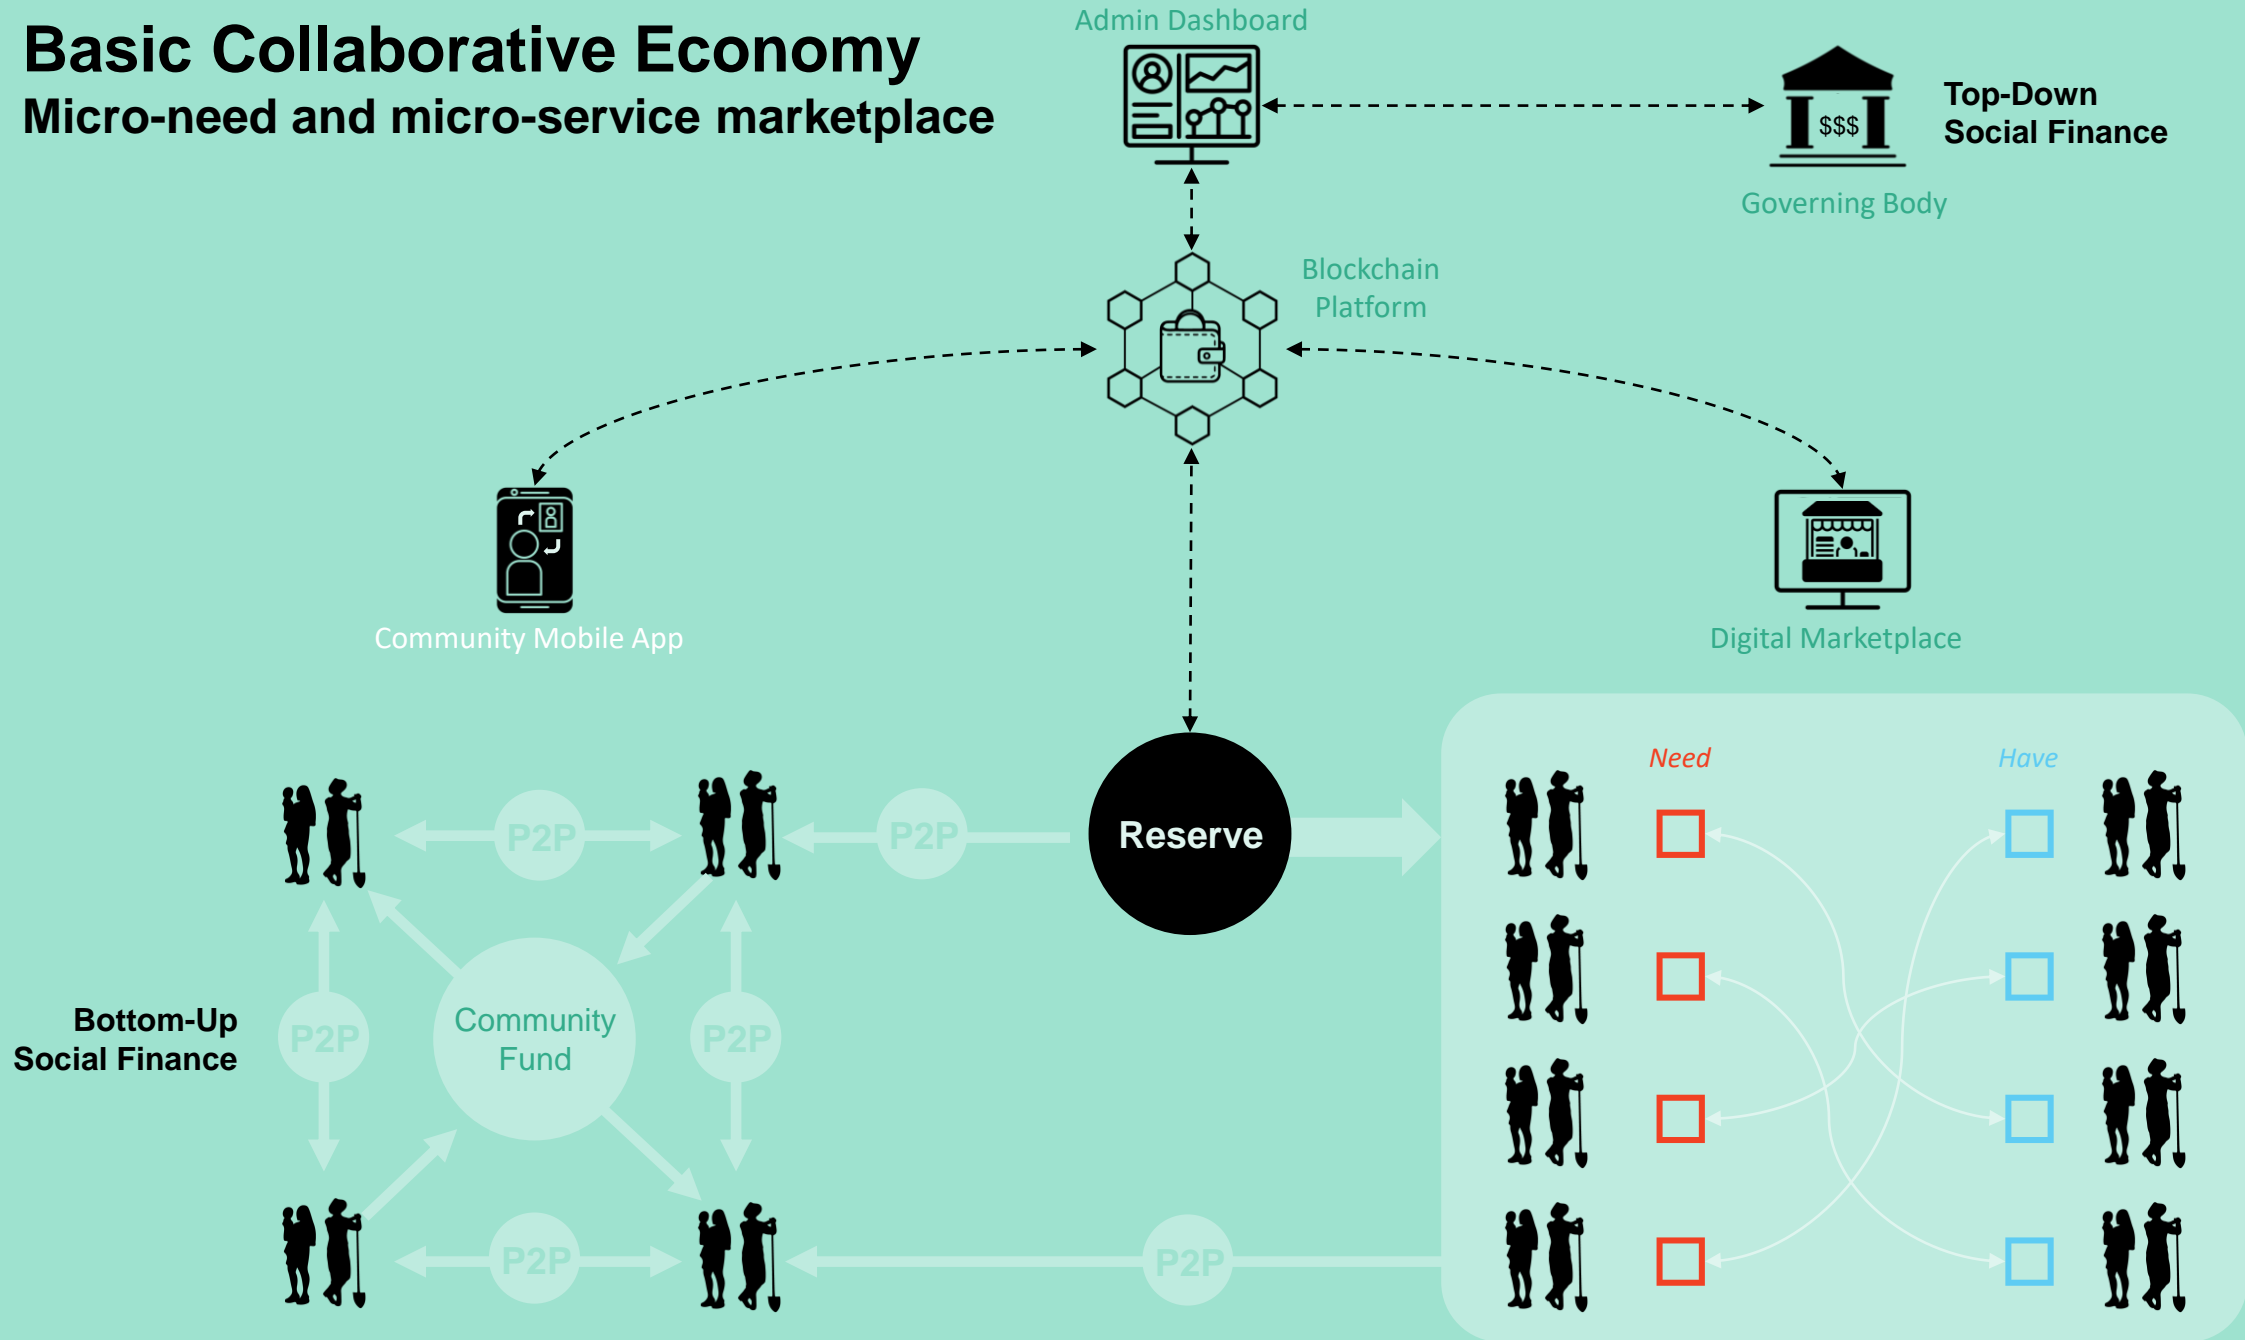 Basic Collaborative Economy
Micro-need and micro-service marketplace
Admin Dashboard
$$$
Top-Down
Social Finance
Governing Body
Blockchain
Platform
Community Mobile App
Digital Marketplace
Need
Have
P2P
P2P
Reserve
Bottom-Up
Social Finance
P2P
Community
Fund
P2P
P2P
P2P